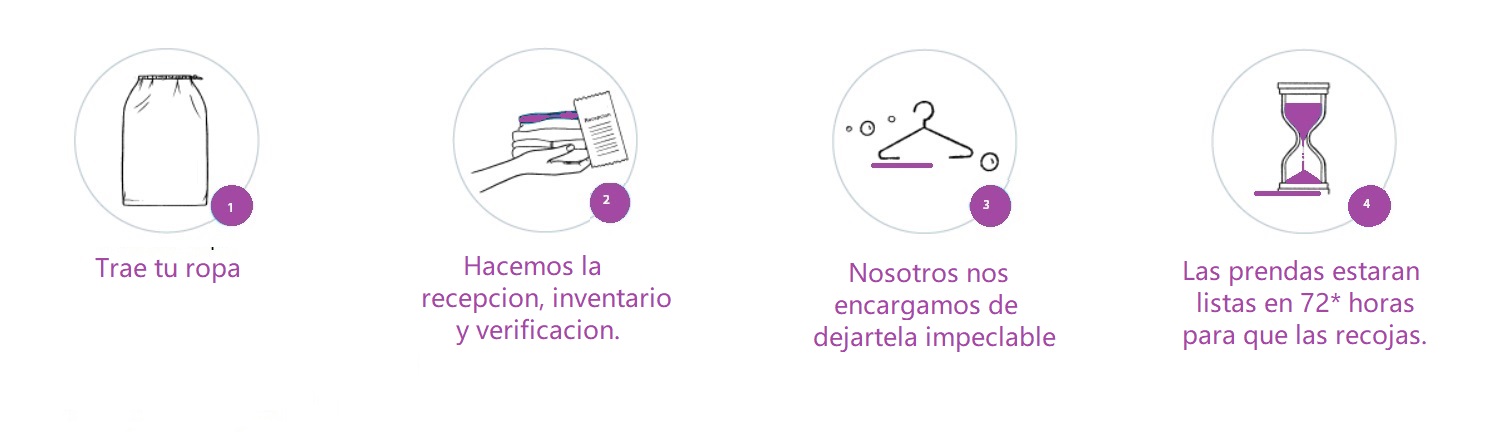 1
Trae tu ropa
Recepcion
2
Hacemos la
recepcion, inventario
y verificacion.
3
Nosotros nos
encargamos de
dejartela impeclable
4
Las prendas estaran
listas en 72* horas
para que las recojas.